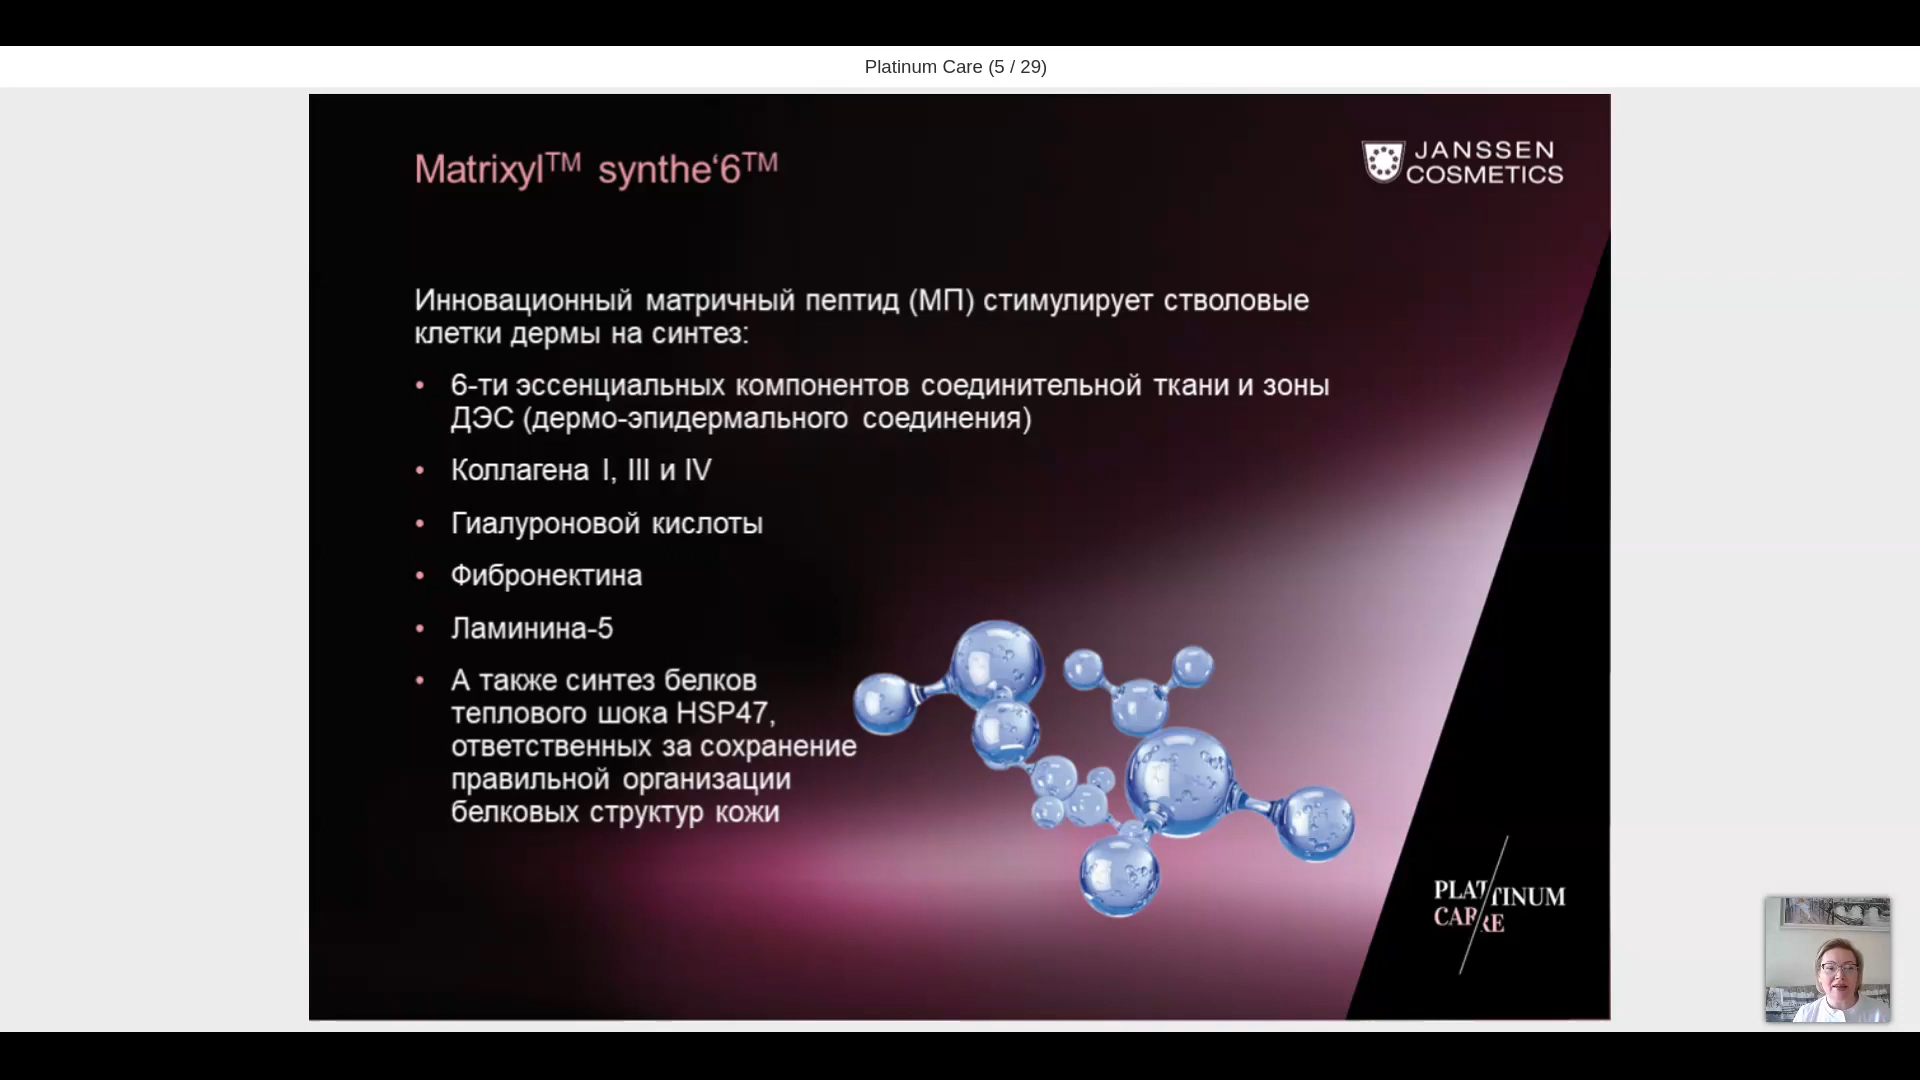 Platinum Care (5 / 29)
Matrixyl™ synthe‘6™
JANSSEN
COSMETICS
Инновационный матричный пептид (МП) стимулирует стволовые
клетки дермы на синтез:
• 6-ти эссенциальных компонентов соединительной ткани и зоны
ДЭС (дермо-эпидермального соединения)
• Коллагена I, III и IV
• Гиалуроновой кислоты
• Фибронектина
• Ламинина-5
• А также синтез белков
теплового шока HSP47,
ответственных за сохранение
правильной организации
белковых структур кожи
PLATINUM
CARE